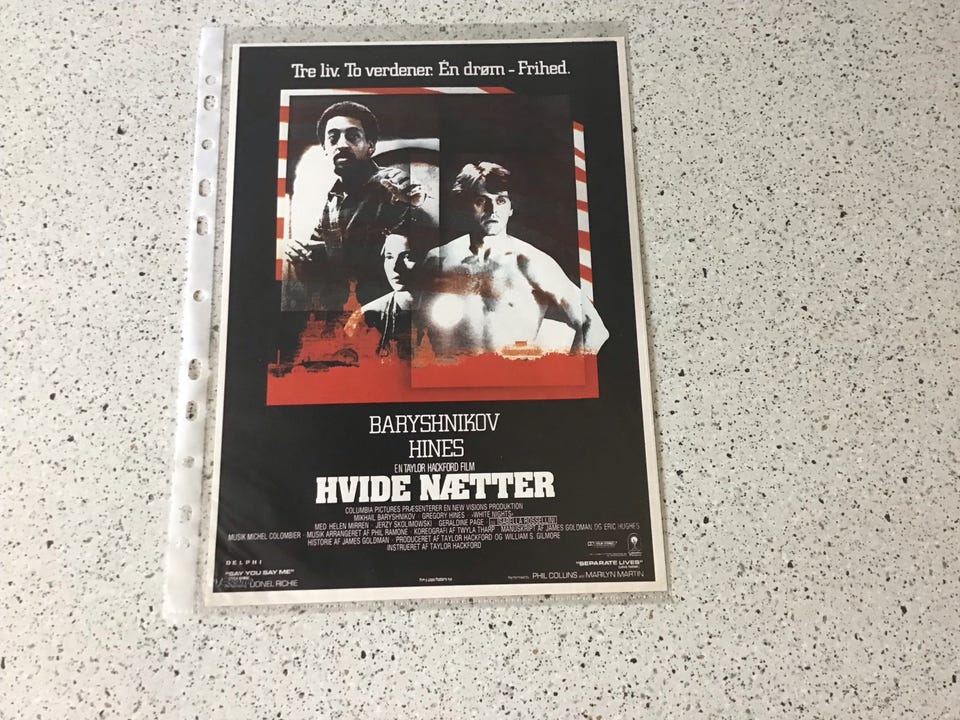 Tre liv. To verdener. Én drøm – Frihed.
BARYSHNIKOV
HINES
EN TAYLOR HACKFORD FILM
HVIDE NÆTTER
COLUMBIA PICTURES PRÆSENTERER EN NEW VISIONS PRODUKTION
MIKHAIL BARYSHNIKOV · GREGORY HINES · »WHITE NIGHTS«
MED HELEN MIRREN · JERZY SKOLIMOWSKI · GERALDINE PAGE ISABELLA ROSSELLINI
MUSIK MICHEL COLOMBIER · MUSIK ARRANGERET AF PHIL RAMONE · KOREOGRAFI AF TWYLA THARP · MANUSKRIPT AF JAMES GOLDMAN OG ERIC HUGHES
HISTORIE AF JAMES GOLDMAN · PRODUCERET AF TAYLOR HACKFORD OG WILLIAM S. GILMORE
INSTRUERET AF TAYLOR HACKFORD
DELPHI
"SAY YOU SAY ME"
LIONEL RICHIE
"SEPARATE LIVES"
Performed by PHIL COLLINS and MARILYN MARTIN